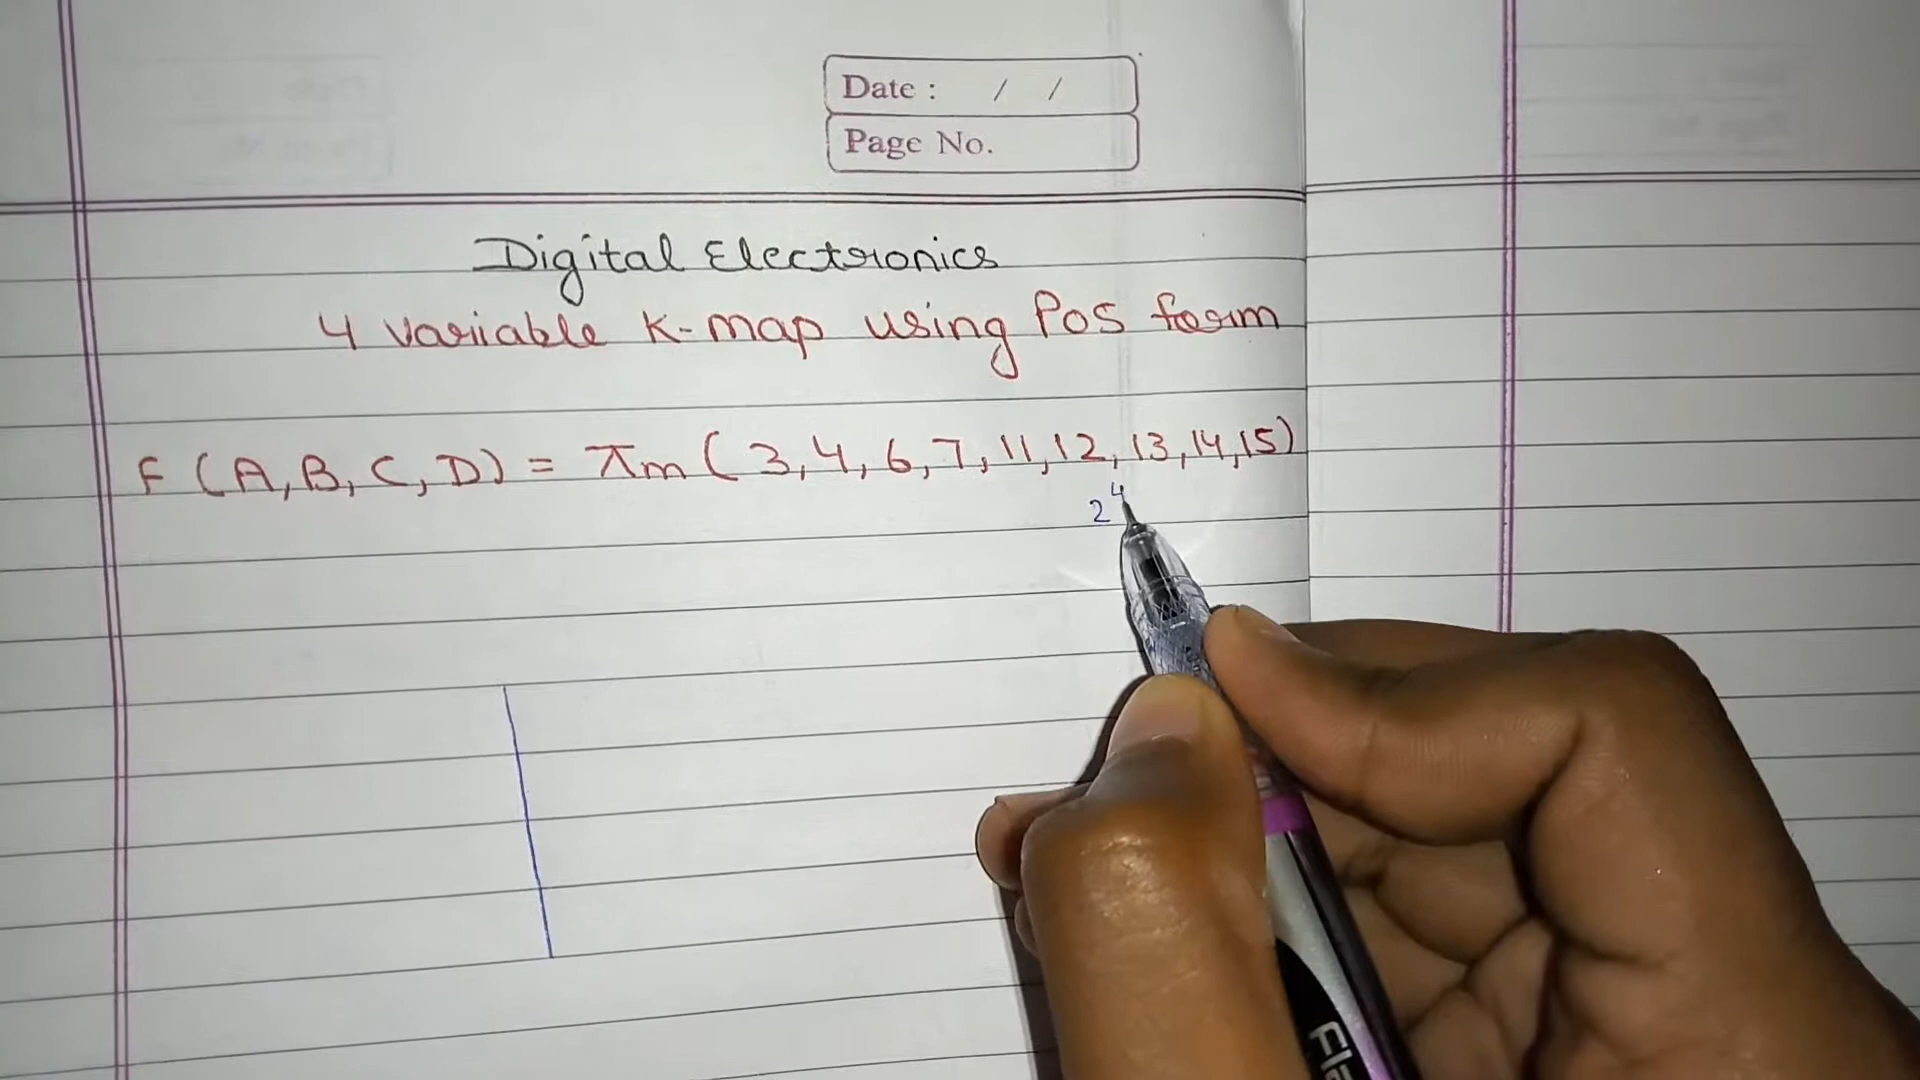 Date : / /
Page No.
Digital Electronics
4 variable K-map using POS form
F (A, B, C, D) = πm ( 3, 4, 6, 7, 11, 12, 13, 14, 15)
2⁴